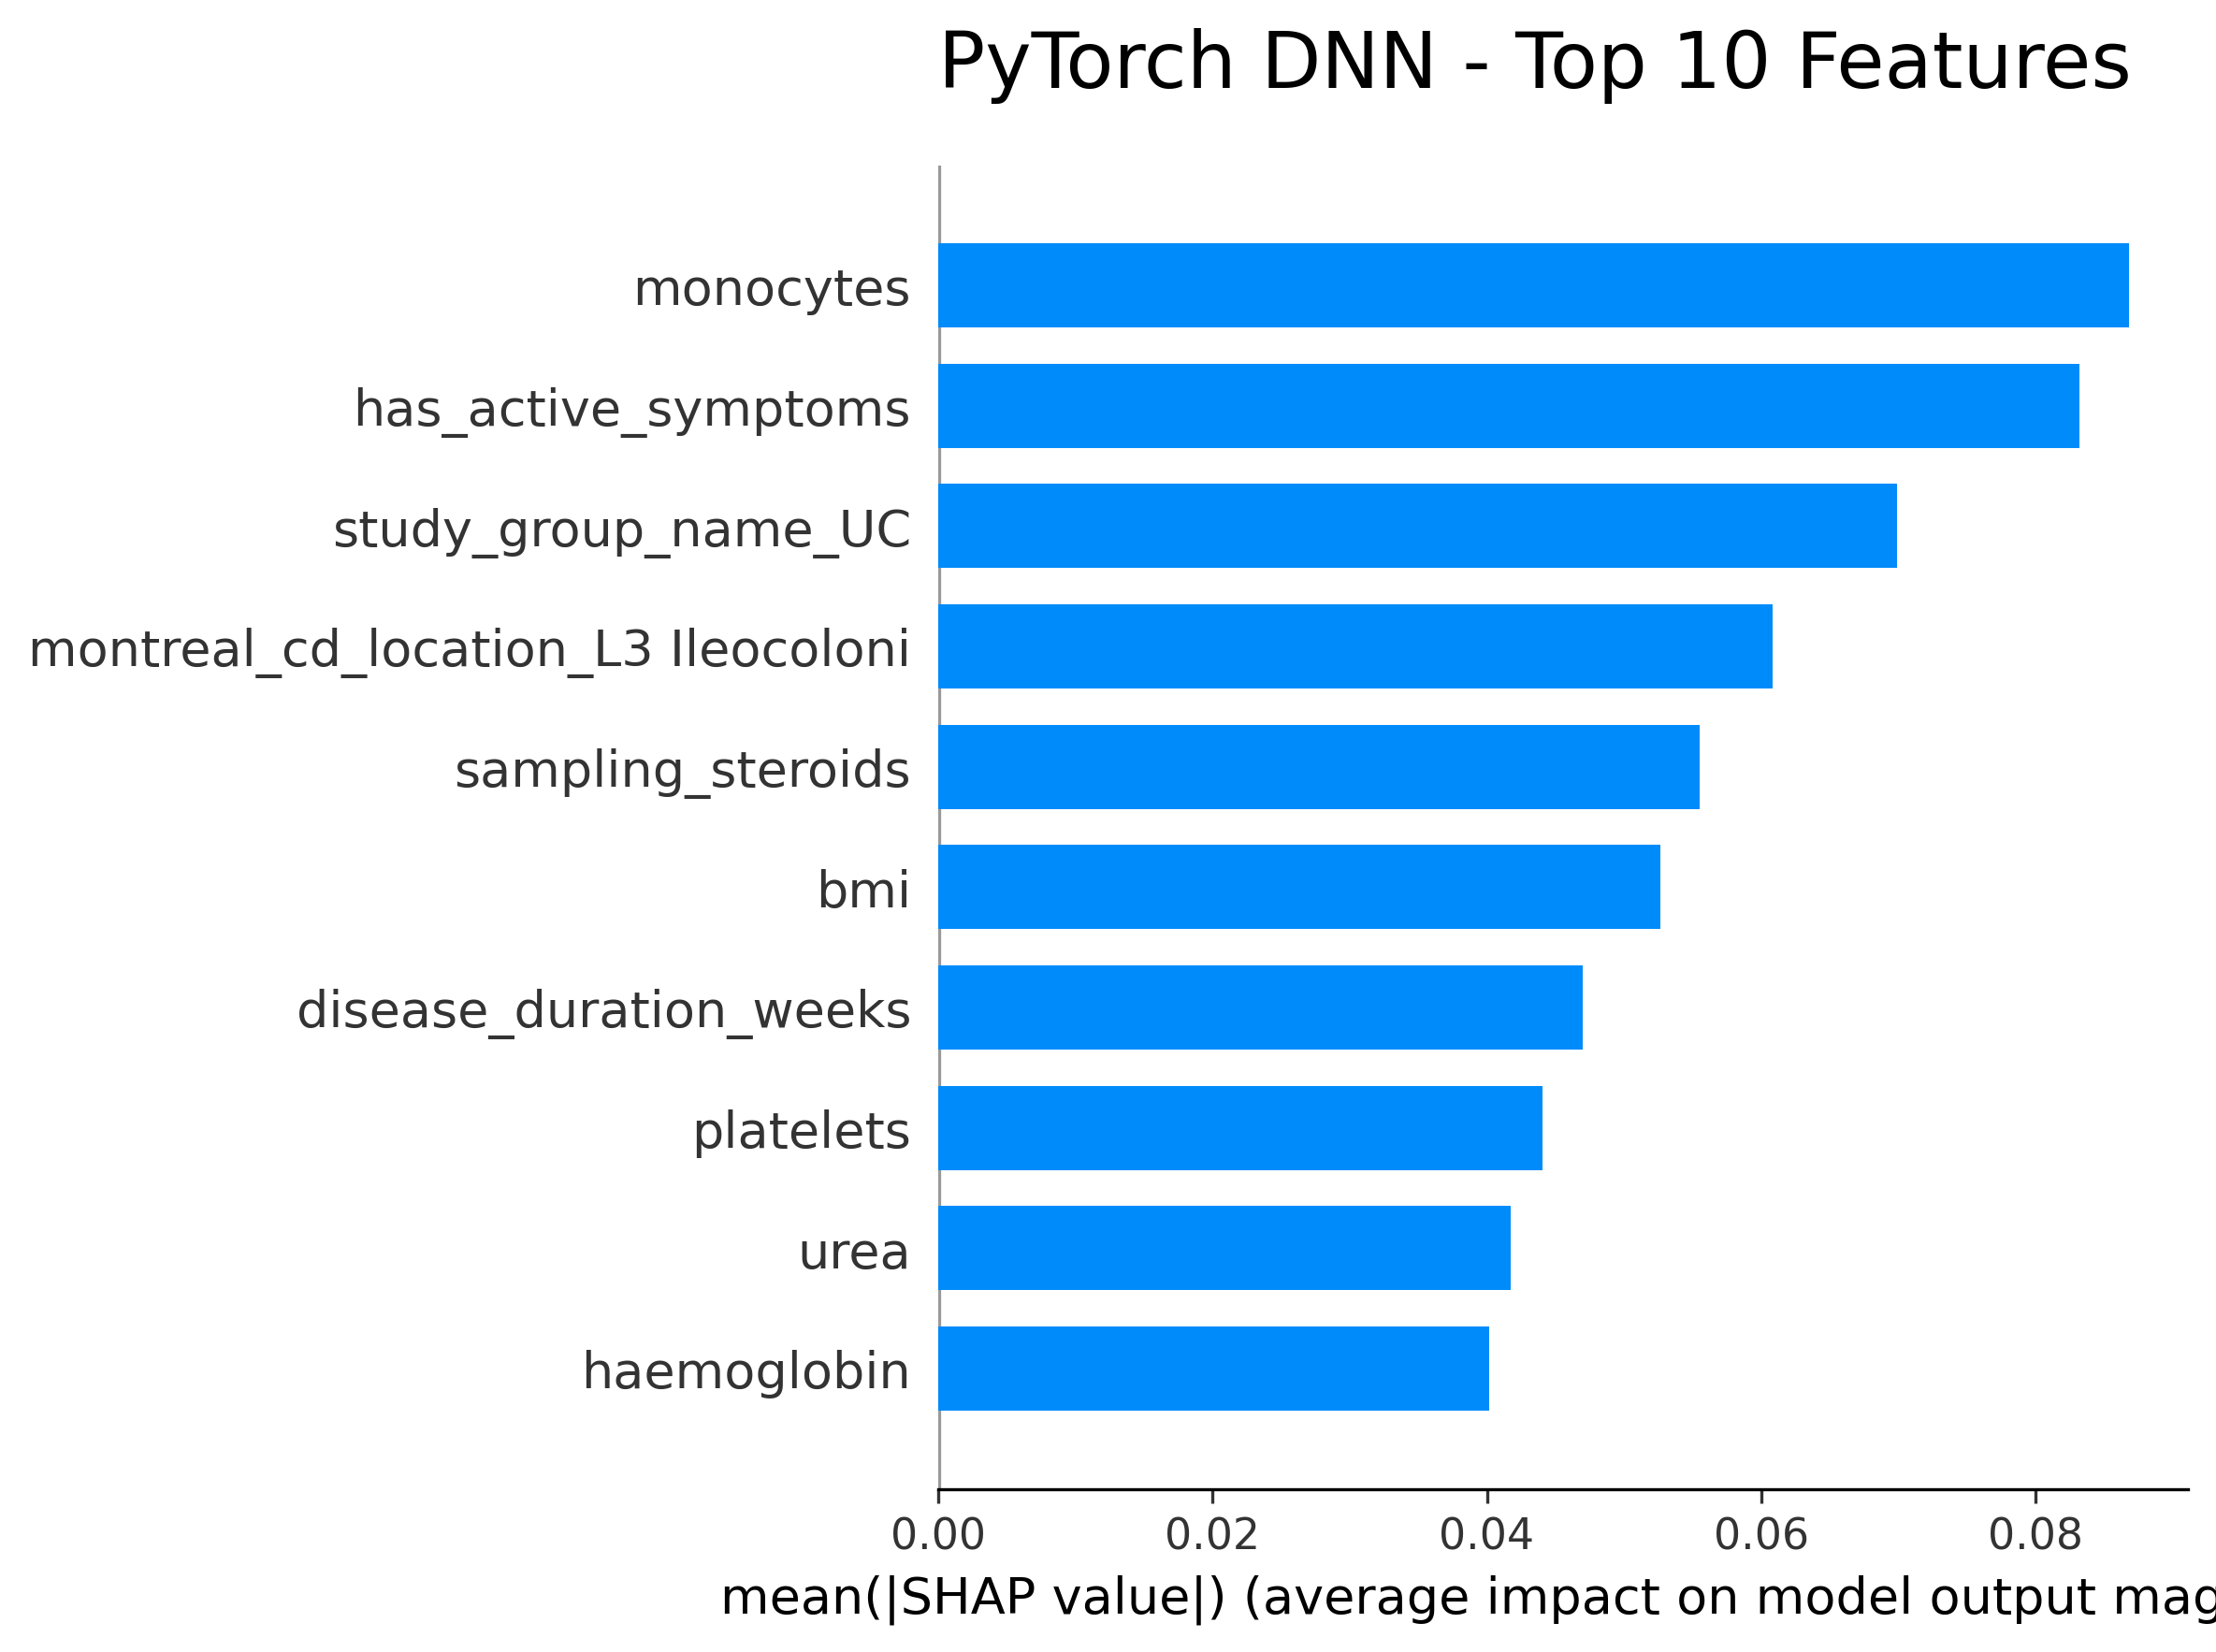 PyTorch DNN - Top 10 Features
monocytes
has_active_symptoms
study_group_name_UC
montreal_cd_location_L3 Ileocoloni
sampling_steroids
bmi
disease_duration_weeks
platelets
urea
haemoglobin
0.00 0.02 0.04 0.06 0.08
mean(|SHAP value|) (average impact on model output mag